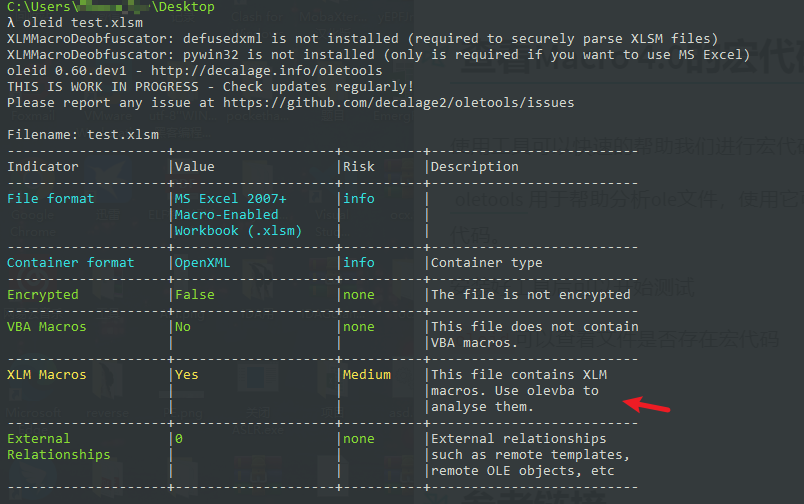 C:\Users\ \Desktop
λ oleid test.xlsm
XLMMacroDeobfuscator: defusedxml is not installed (required to securely parse XLSM files)
XLMMacroDeobfuscator: pywin32 is not installed (only is required if you want to use MS Excel)
oleid 0.60.dev1 - http://decalage.info/oletools
THIS IS WORK IN PROGRESS - Check updates regularly!
Please report any issue at https://github.com/decalage2/oletools/issues
Filename: test.xlsm
--------------------+--------------------+----------+--------------------------
Indicator |Value |Risk |Description
--------------------+--------------------+----------+--------------------------
File format |MS Excel 2007+ |info |
|Macro-Enabled | |
|Workbook (.xlsm) | |
--------------------+--------------------+----------+--------------------------
Container format |OpenXML |info |Container type
--------------------+--------------------+----------+--------------------------
Encrypted |False |none |The file is not encrypted
--------------------+--------------------+----------+--------------------------
VBA Macros |No |none |This file does not contain
| | |VBA macros.
--------------------+--------------------+----------+--------------------------
XLM Macros |Yes |Medium |This file contains XLM
| | |macros. Use olevba to
| | |analyse them.
--------------------+--------------------+----------+--------------------------
External |0 |none |External relationships
Relationships | | |such as remote templates,
| | |remote OLE objects, etc
--------------------+--------------------+----------+--------------------------